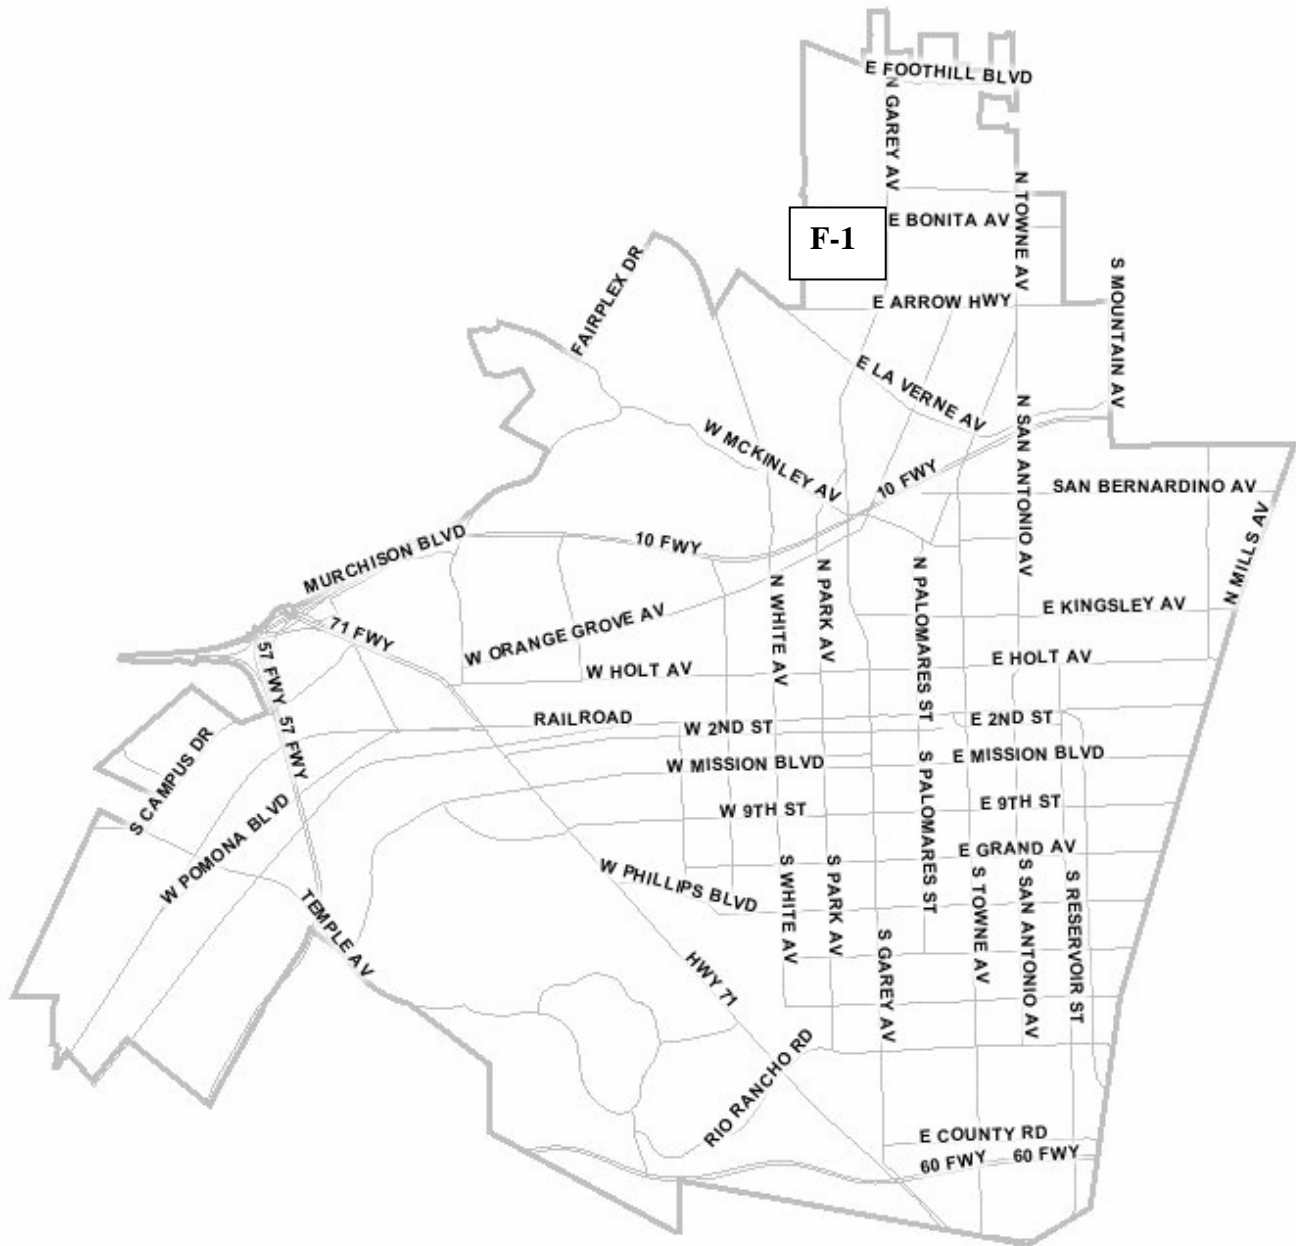 E FOOTHILL BLVD
N GAREY AV
N TOWNE AV
E BONITA AV
F-1
FAIRPLEX DR
S MOUNTAIN AV
E ARROW HWY
E LA VERNE AV
N SAN ANTONIO AV
W MCKINLEY AV
10 FWY
SAN BERNARDINO AV
N MILLS AV
MURCHISON BLVD
10 FWY
N WHITE AV
N PARK AV
N PALOMARES ST
E KINGSLEY AV
71 FWY
W ORANGE GROVE AV
57 FWY
W HOLT AV
E HOLT AV
57 FWY
RAILROAD
W 2ND ST
E 2ND ST
S CAMPUS DR
W MISSION BLVD
E MISSION BLVD
S PALOMARES ST
W POMONA BLVD
W 9TH ST
E 9TH ST
E GRAND AV
W PHILLIPS BLVD
S WHITE AV
S PARK AV
S TOWNE AV
S SAN ANTONIO AV
S RESERVOIR ST
TEMPLE AV
S GAREY AV
HWY 71
RIO RANCHO RD
E COUNTY RD
60 FWY
60 FWY